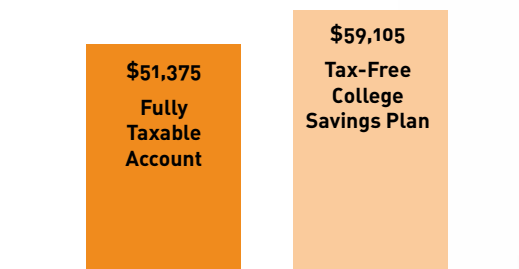 $51,375
Fully
Taxable
Account
$59,105
Tax-Free
College
Savings Plan